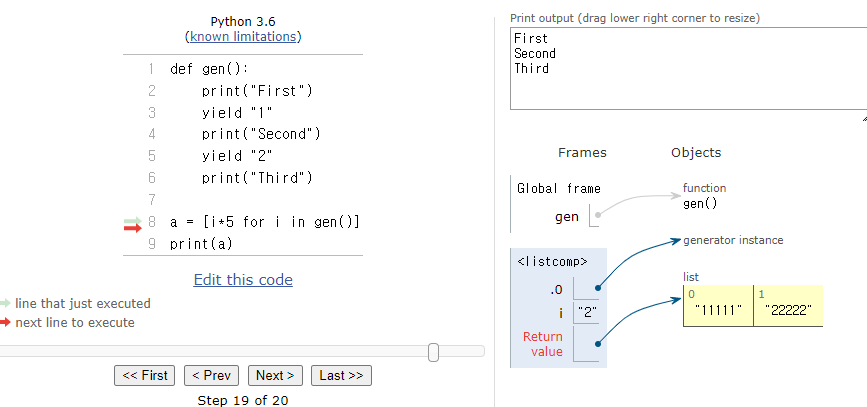 Python 3.6
(known limitations)
1 def gen():
2     print("First")
3     yield "1"
4     print("Second")
5     yield "2"
6     print("Third")
7
8 a = [i*5 for i in gen()]
9 print(a)
Edit this code
line that just executed
next line to execute
<< First < Prev Next > Last >>
Step 19 of 20
Print output (drag lower right corner to resize)
First
Second
Third
Frames Objects
Global frame
gen
function
gen()
generator instance
<listcomp>
.0
i "2"
Return
value
list
0 1
"11111" "22222"